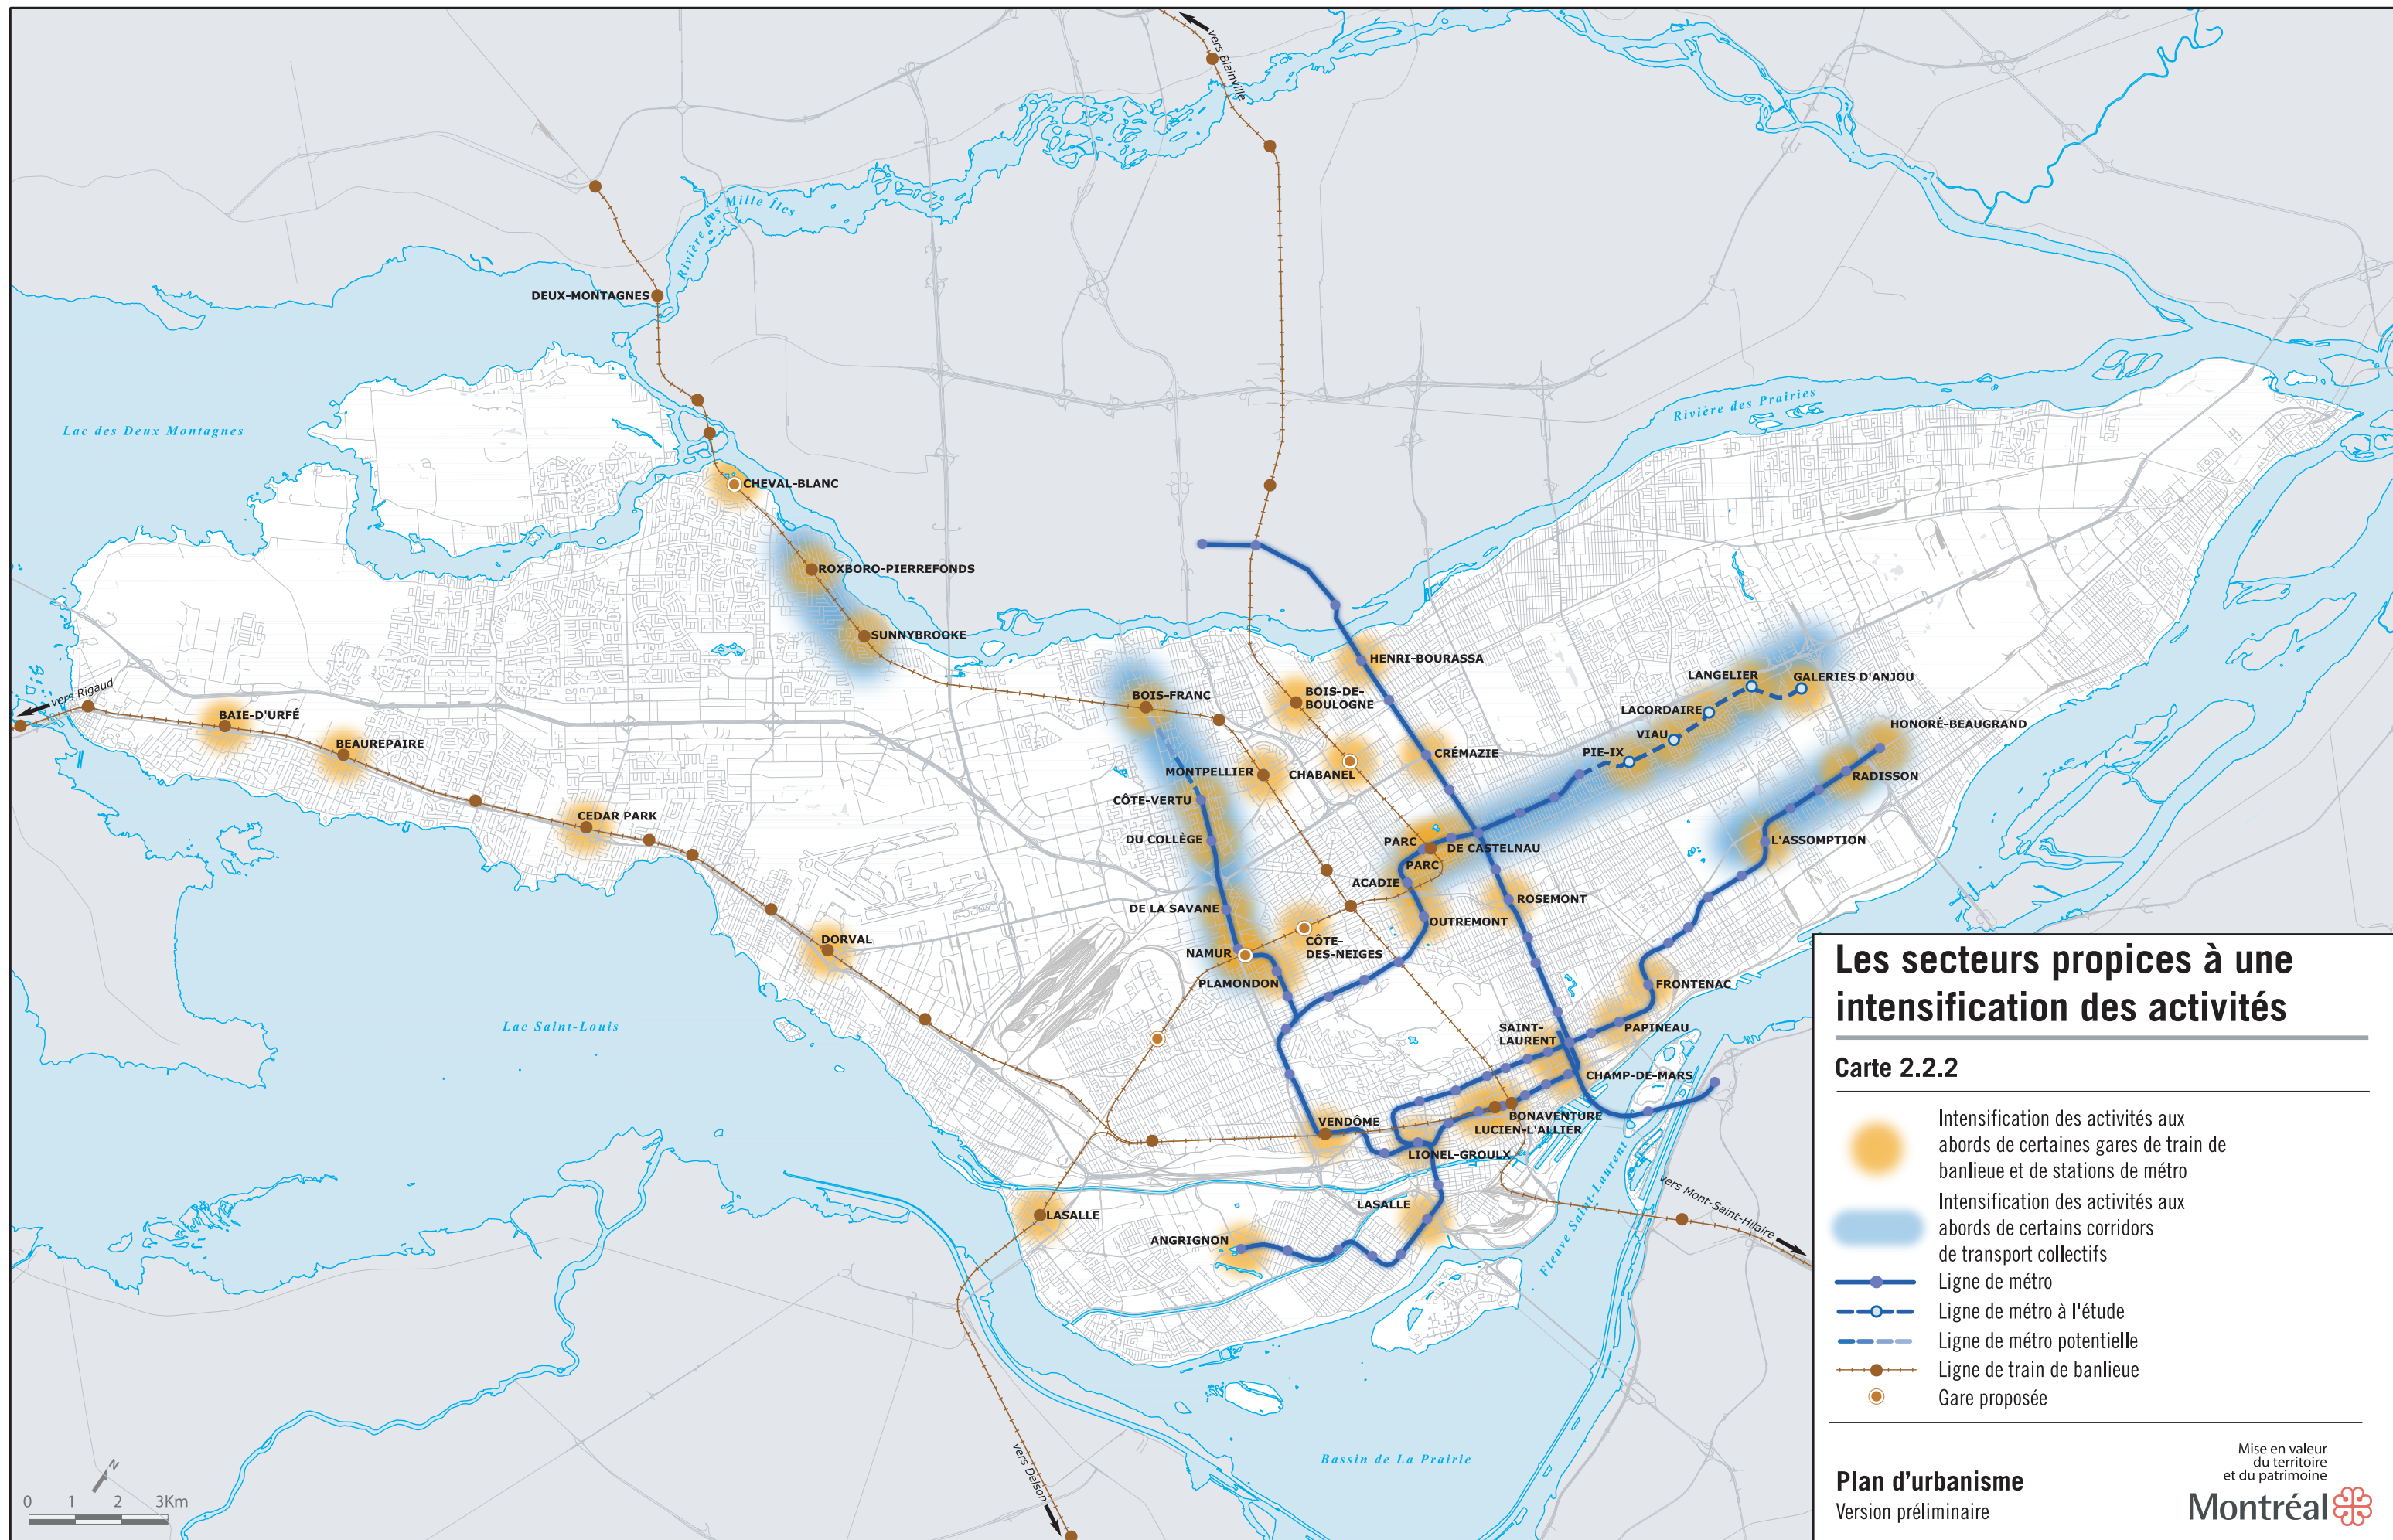 vers Blainville
Rivière des Mille Îles
DEUX-MONTAGNES
Rivière des Prairies
Lac des Deux Montagnes
CHEVAL-BLANC
ROXBORO-PIERREFONDS
SUNNYBROOKE
HENRI-BOURASSA
LANGELIER
GALERIES D'ANJOU
vers Rigaud
BOIS-FRANC
BOIS-DE-
BOULOGNE
BAIE-D'URFÉ
LACORDAIRE
HONORÉ-BEAUGRAND
VIAU
BEAUREPAIRE
PIE-IX
CRÉMAZIE
MONTPELLIER
CHABANEL
RADISSON
CÔTE-VERTU
CEDAR PARK
DU COLLÈGE
PARC
DE CASTELNAU
L'ASSOMPTION
PARC
ACADIE
ROSEMONT
DE LA SAVANE
OUTREMONT
DORVAL
CÔTE-
DES-NEIGES
NAMUR
PLAMONDON
FRONTENAC
Lac Saint-Louis
SAINT-
LAURENT
PAPINEAU
CHAMP-DE-MARS
BONAVENTURE
VENDÔME
LUCIEN-L'ALLIER
LIONEL-GROULX
LASALLE
LASALLE
ANGRIGNON
Fleuve Saint-Laurent
vers Mont-Saint-Hilaire
Bassin de La Prairie
vers Delson
N
0 1 2 3Km
Les secteurs propices à une
intensification des activités
Carte 2.2.2
Intensification des activités aux
abords de certaines gares de train de
banlieue et de stations de métro
Intensification des activités aux
abords de certains corridors
de transport collectifs
Ligne de métro
Ligne de métro à l'étude
Ligne de métro potentielle
Ligne de train de banlieue
Gare proposée
Plan d'urbanisme
Version préliminaire
Mise en valeur
du territoire
et du patrimoine
Montréal